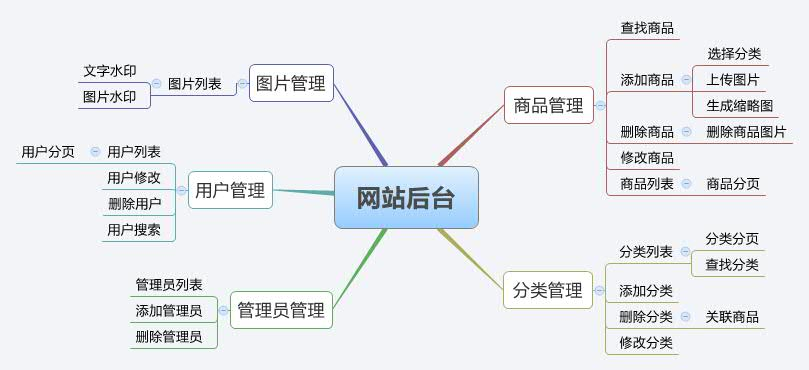 网站后台
图片管理
图片列表
文字水印
图片水印
用户管理
用户列表
用户分页
用户修改
删除用户
用户搜索
管理员管理
管理员列表
添加管理员
删除管理员
商品管理
查找商品
添加商品
选择分类
上传图片
生成缩略图
删除商品
删除商品图片
修改商品
商品列表
商品分页
分类管理
分类列表
分类分页
查找分类
添加分类
删除分类
关联商品
修改分类